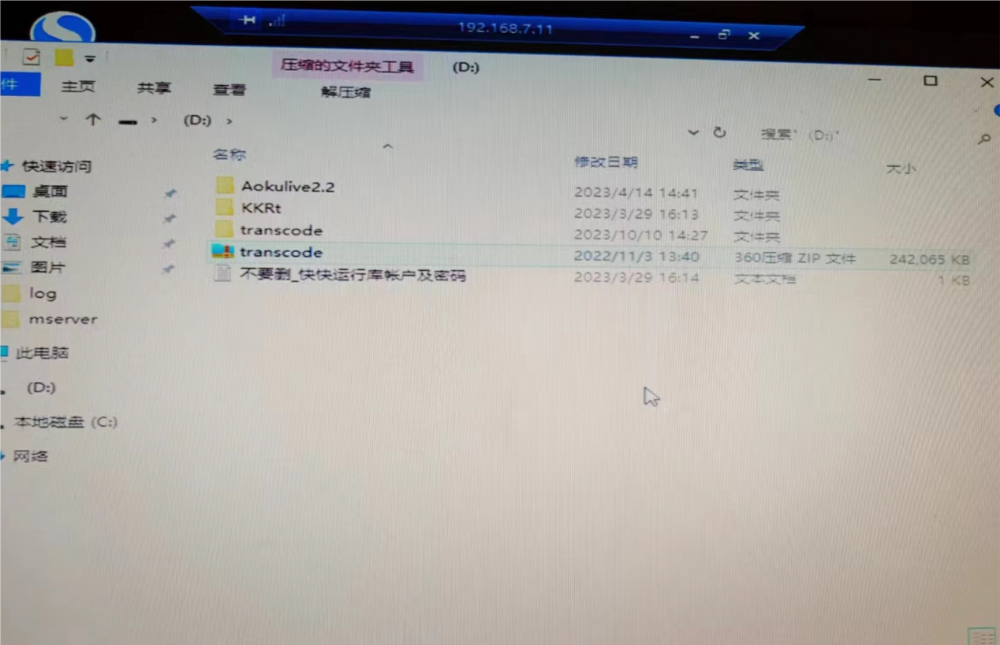 192.168.7.11
压缩的文件夹工具 (D:)
件 主页 共享 查看 解压缩
(D:)
搜索"(D:)"
名称 修改日期 类型 大小
快速访问
桌面
下载
文档
图片
log
mserver
此电脑
(D:)
本地磁盘 (C:)
网络
Aokulive2.2 2023/4/14 14:41 文件夹
KKRt 2023/3/29 16:13 文件夹
transcode 2023/10/10 14:27 文件夹
transcode 2022/11/3 13:40 360压缩 ZIP 文件 242,065 KB
不要删_快快运行库帐户及密码 2023/3/29 16:14 文本文档 1 KB